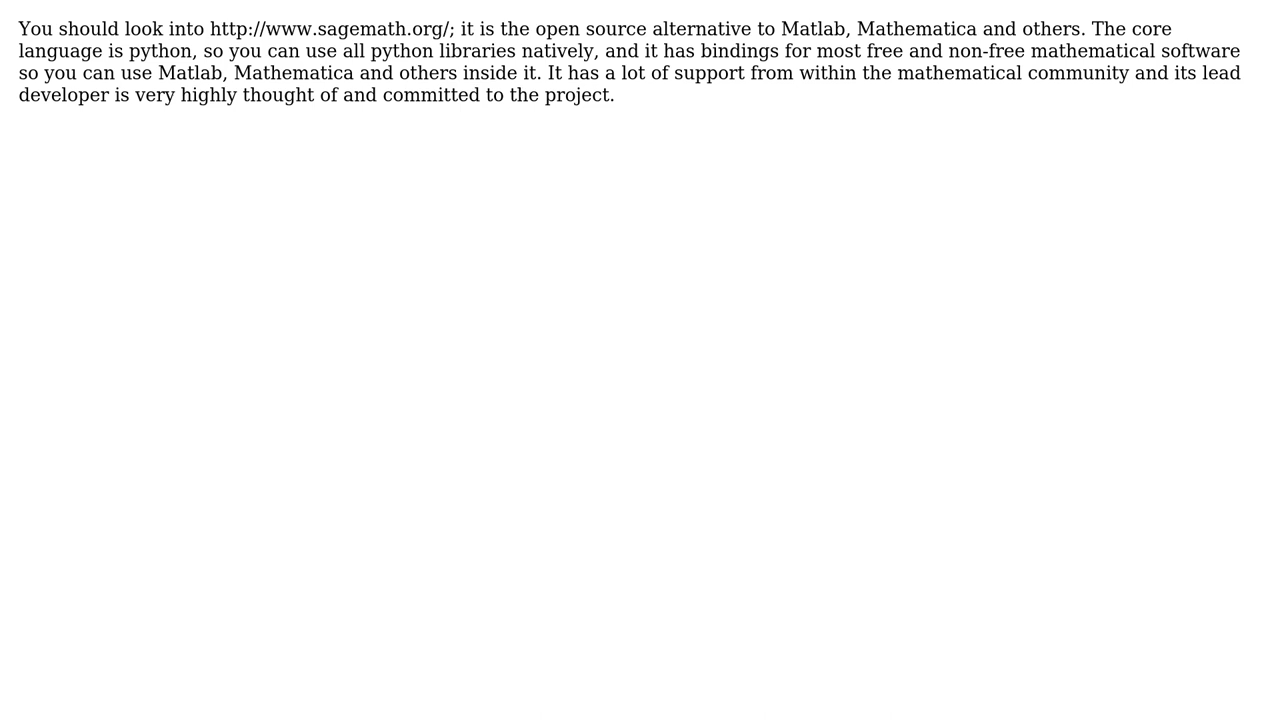 You should look into http://www.sagemath.org/; it is the open source alternative to Matlab, Mathematica and others. The core
language is python, so you can use all python libraries natively, and it has bindings for most free and non-free mathematical software
so you can use Matlab, Mathematica and others inside it. It has a lot of support from within the mathematical community and its lead
developer is very highly thought of and committed to the project.